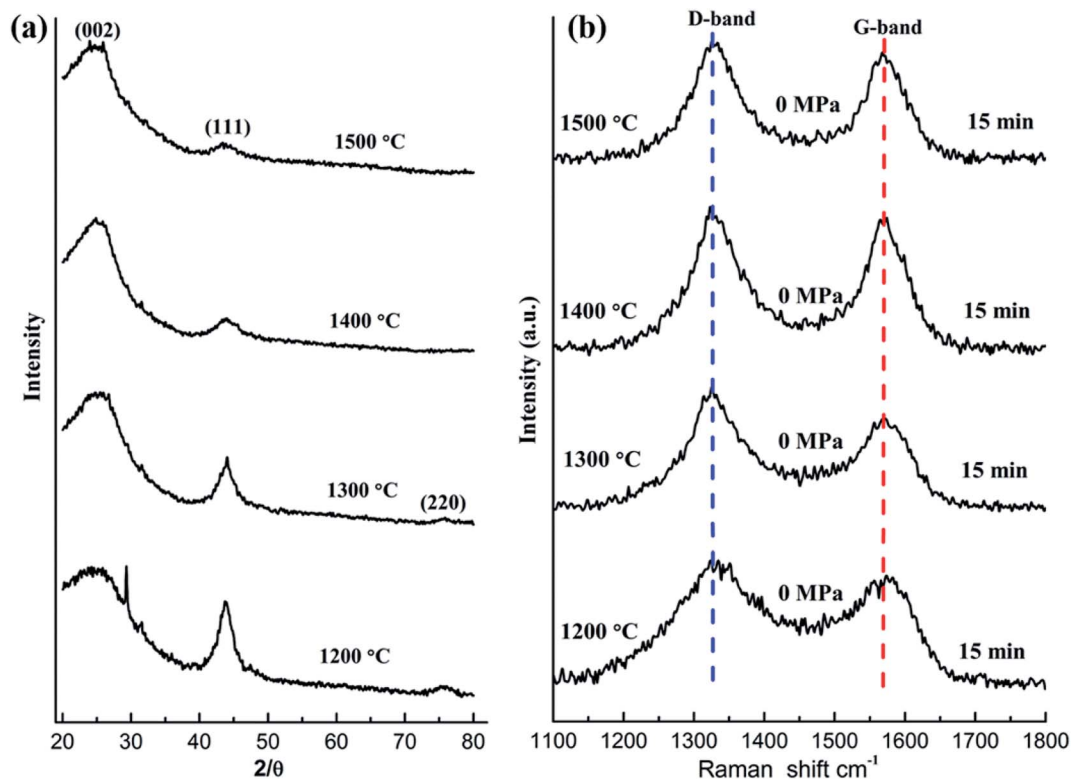 (a)
(002)
(111)
1500 °C
1400 °C
1300 °C
(220)
1200 °C
Intensity
20 30 40 50 60 70 80
2/θ
(b)
D-band
G-band
1500 °C 0 MPa 15 min
1400 °C 0 MPa 15 min
1300 °C 0 MPa 15 min
1200 °C 0 MPa 15 min
Intensity (a.u.)
1100 1200 1300 1400 1500 1600 1700 1800
Raman shift cm⁻¹